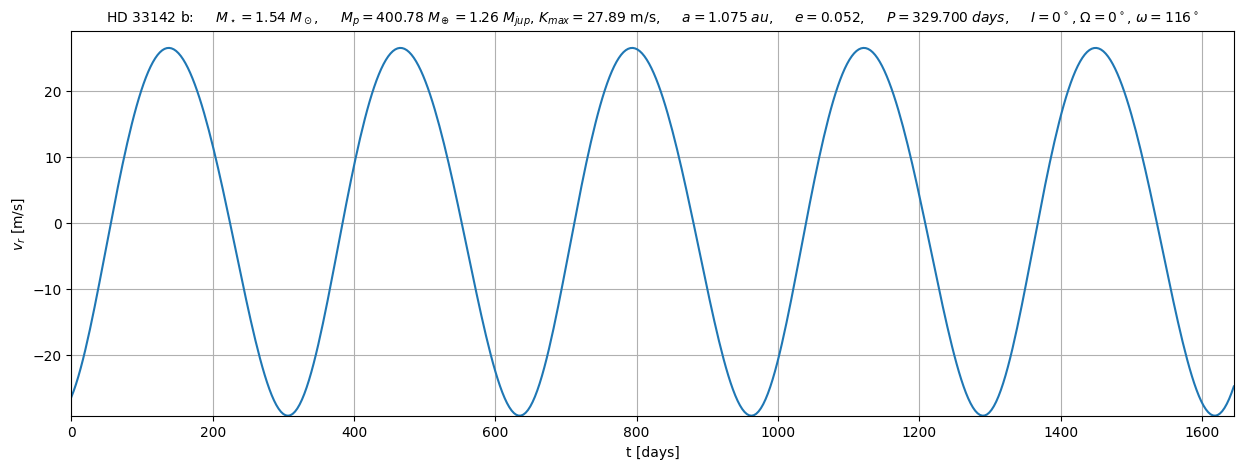 HD 33142 b: M⋆ = 1.54 M⊙, Mp = 400.78 M⊕ = 1.26 Mjup, Kmax = 27.89 m/s, a = 1.075 au, e = 0.052, P = 329.700 days, I = 0°, Ω = 0°, ω = 116°
20
10
0
−10
−20
vr [m/s]
0 200 400 600 800 1000 1200 1400 1600
t [days]